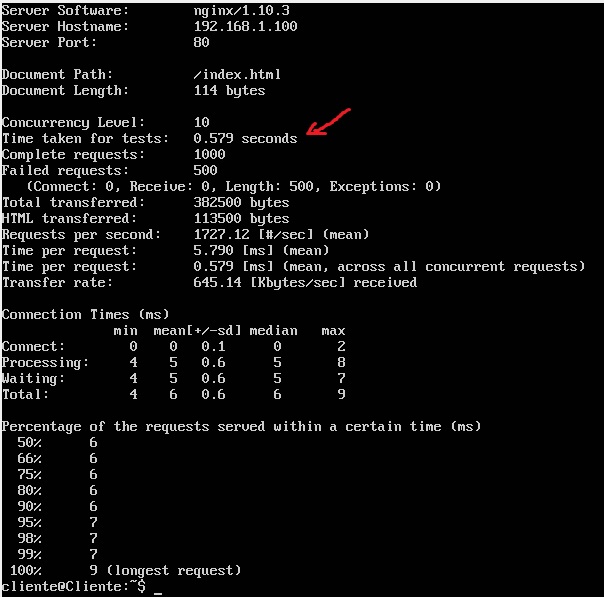 Server Software:        nginx/1.10.3
Server Hostname:        192.168.1.100
Server Port:            80
Document Path:          /index.html
Document Length:        114 bytes
Concurrency Level:      10
Time taken for tests:   0.579 seconds
Complete requests:      1000
Failed requests:        500
   (Connect: 0, Receive: 0, Length: 500, Exceptions: 0)
Total transferred:      382500 bytes
HTML transferred:       113500 bytes
Requests per second:    1727.12 [#/sec] (mean)
Time per request:       5.790 [ms] (mean)
Time per request:       0.579 [ms] (mean, across all concurrent requests)
Transfer rate:          645.14 [Kbytes/sec] received
Connection Times (ms)
              min  mean[+/-sd] median   max
Connect:        0    0   0.1      0       2
Processing:     4    5   0.6      5       8
Waiting:        4    5   0.6      5       7
Total:          4    6   0.6      6       9
Percentage of the requests served within a certain time (ms)
  50%      6
  66%      6
  75%      6
  80%      6
  90%      6
  95%      7
  98%      7
  99%      7
 100%      9 (longest request)
cliente@Cliente:~$ _